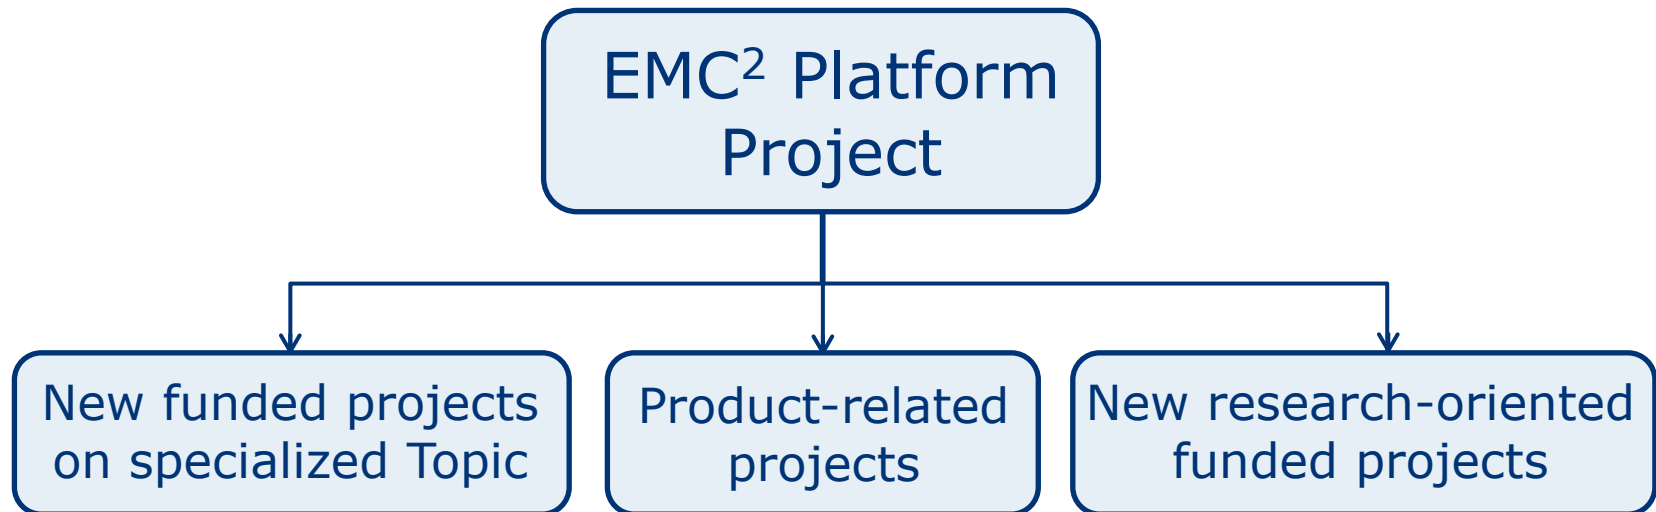 EMC² Platform
Project
New funded projects
on specialized Topic
Product-related
projects
New research-oriented
funded projects